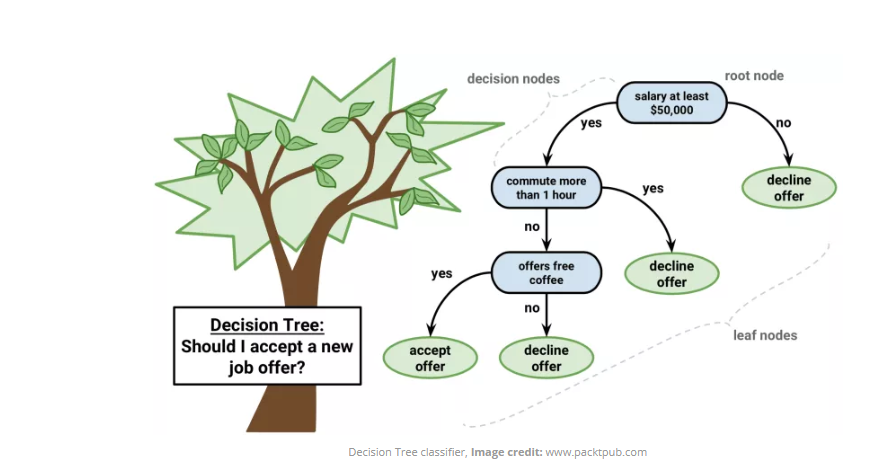 decision nodes
root node
salary at least
$50,000
yes
no
commute more
than 1 hour
yes
decline
offer
no
offers free
coffee
decline
offer
yes
no
Decision Tree:
Should I accept a new
job offer?
accept
offer
decline
offer
leaf nodes
Decision Tree classifier, Image credit: www.packtpub.com